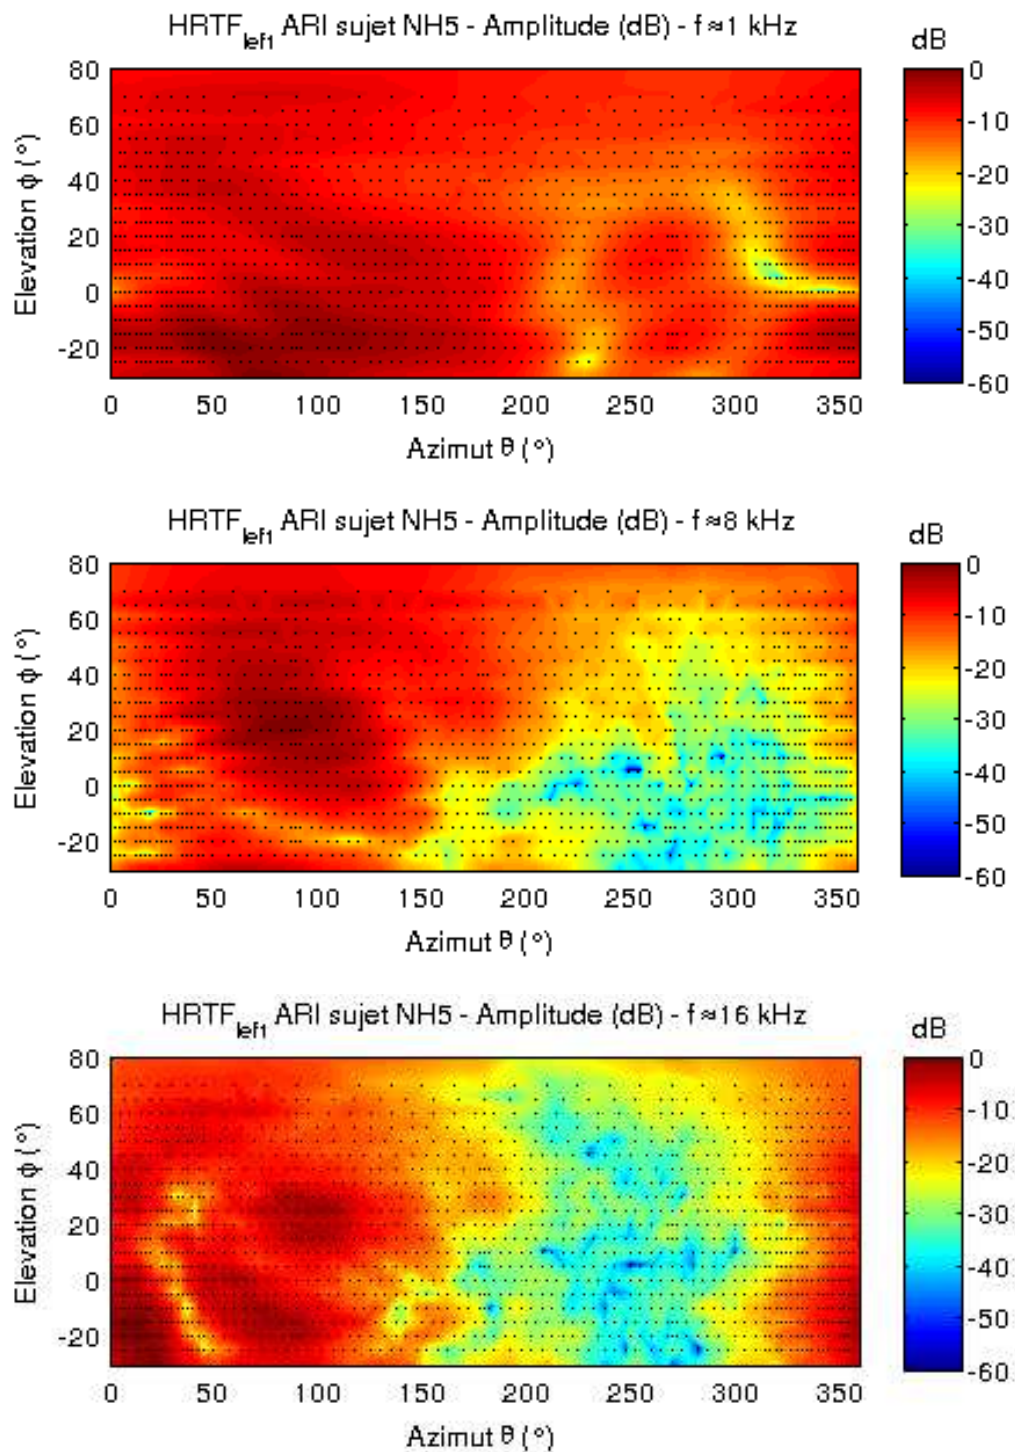 HRTF_left ARI sujet NH5 - Amplitude (dB) - f≈1 kHz
dB
80
60
40
20
0
-20
Elevation ϕ (°)
0 50 100 150 200 250 300 350
Azimut θ (°)
0
-10
-20
-30
-40
-50
-60
HRTF_left ARI sujet NH5 - Amplitude (dB) - f≈8 kHz
dB
80
60
40
20
0
-20
Elevation ϕ (°)
0 50 100 150 200 250 300 350
Azimut θ (°)
0
-10
-20
-30
-40
-50
-60
HRTF_left ARI sujet NH5 - Amplitude (dB) - f≈16 kHz
dB
80
60
40
20
0
-20
Elevation ϕ (°)
0 50 100 150 200 250 300 350
Azimut θ (°)
0
-10
-20
-30
-40
-50
-60